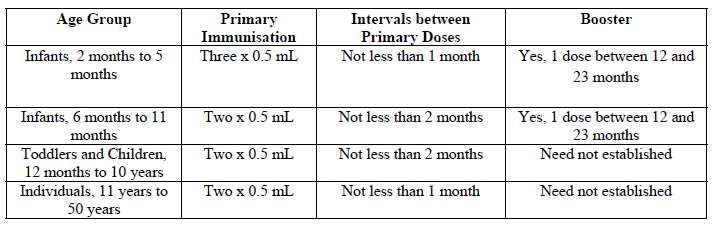 Age Group
Primary
Immunisation
Intervals between
Primary Doses
Booster
Infants, 2 months to 5
months
Three x 0.5 mL
Not less than 1 month
Yes, 1 dose between 12 and
23 months
Infants, 6 months to 11
months
Two x 0.5 mL
Not less than 2 months
Yes, 1 dose between 12 and
23 months
Toddlers and Children,
12 months to 10 years
Two x 0.5 mL
Not less than 2 months
Need not established
Individuals, 11 years to
50 years
Two x 0.5 mL
Not less than 1 month
Need not established